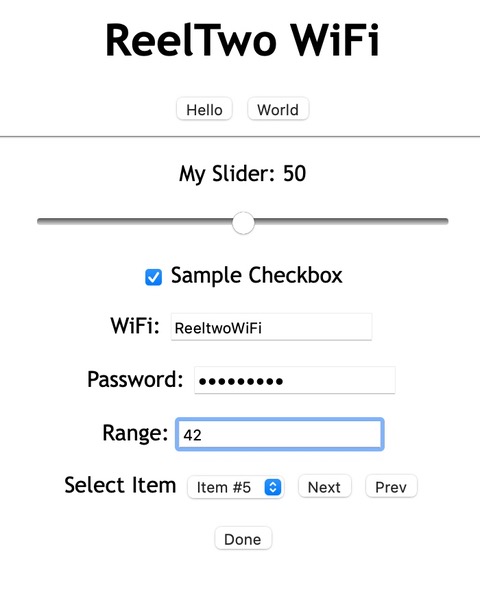 ReelTwo WiFi
Hello World
My Slider: 50
Sample Checkbox
WiFi: ReeltwoWiFi
Password: •••••••••
Range: 42
Select Item Item #5 Next Prev
Done